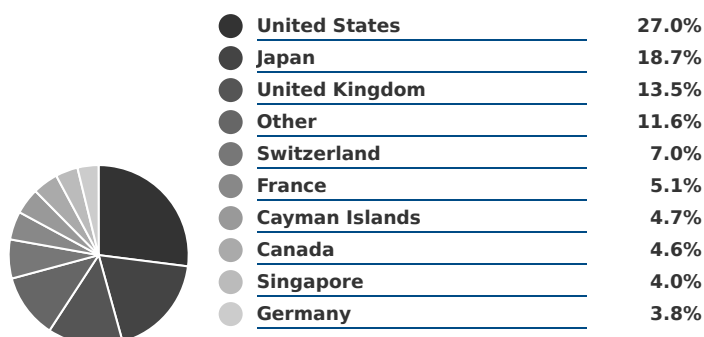 United States 27.0%
Japan 18.7%
United Kingdom 13.5%
Other 11.6%
Switzerland 7.0%
France 5.1%
Cayman Islands 4.7%
Canada 4.6%
Singapore 4.0%
Germany 3.8%